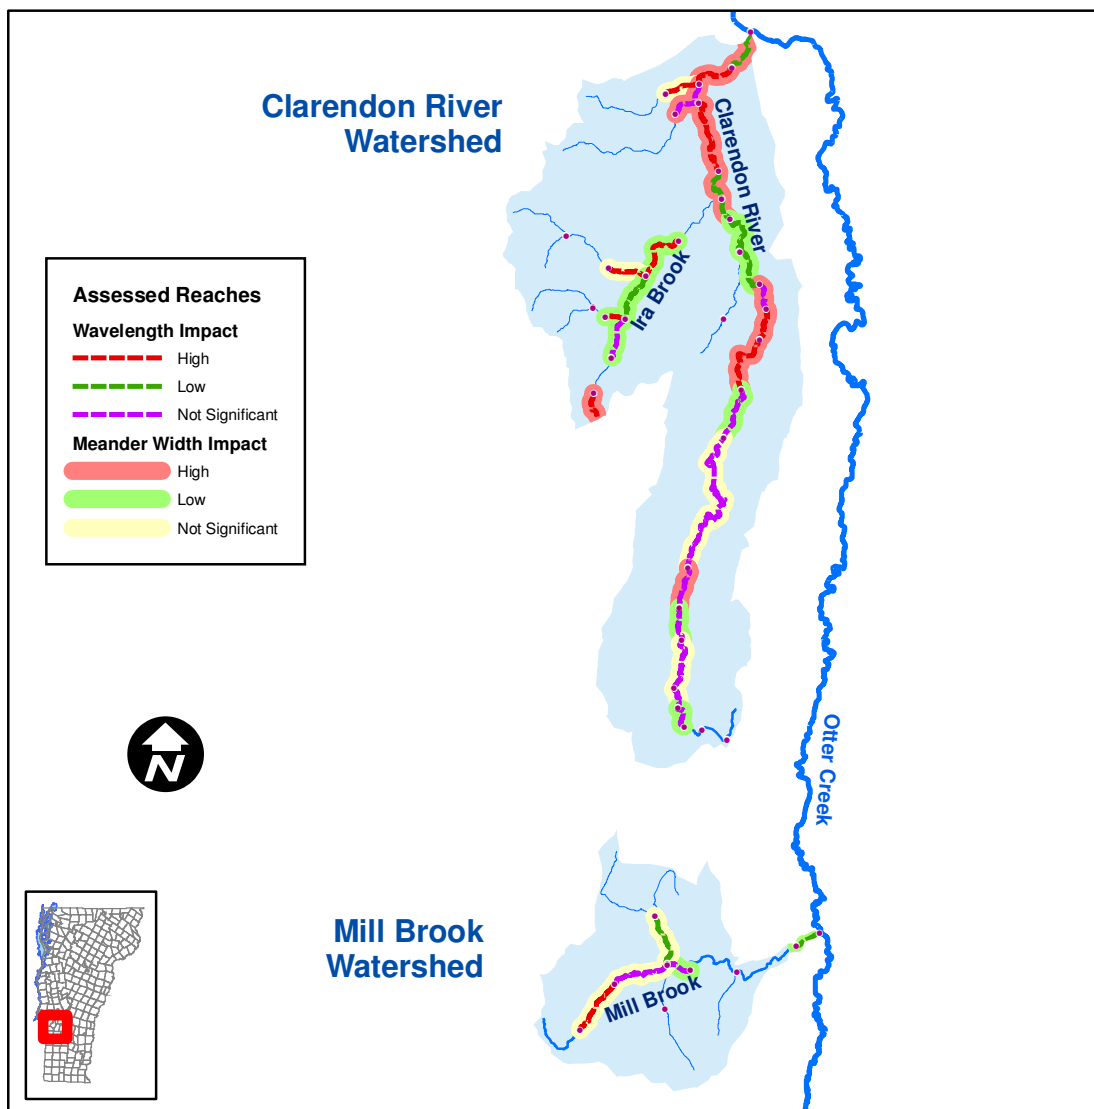 Clarendon River
Watershed
Clarendon River
Ira Brook
Assessed Reaches
Wavelength Impact
High
Low
Not Significant
Meander Width Impact
High
Low
Not Significant
N
Otter Creek
Mill Brook
Watershed
Mill Brook